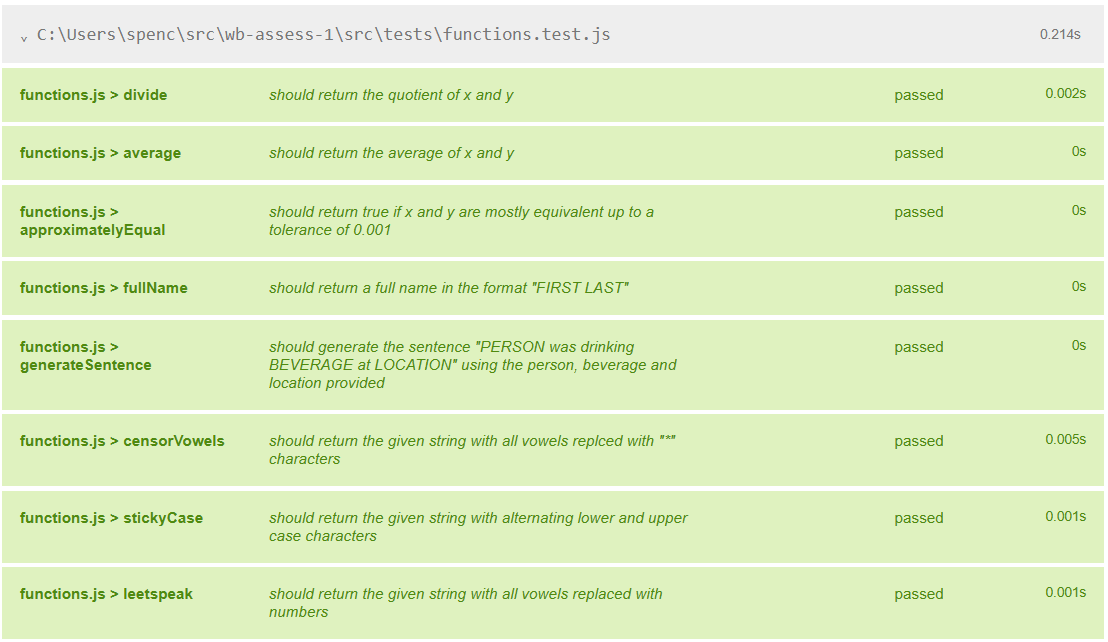 C:\Users\spenc\src\wb-assess-1\src\tests\functions.test.js 0.214s
functions.js > divide should return the quotient of x and y passed 0.002s
functions.js > average should return the average of x and y passed 0s
functions.js > should return true if x and y are mostly equivalent up to a passed 0s
approximatelyEqual tolerance of 0.001
functions.js > fullName should return a full name in the format "FIRST LAST" passed 0s
functions.js > should generate the sentence "PERSON was drinking passed 0s
generateSentence BEVERAGE at LOCATION" using the person, beverage and
location provided
functions.js > censorVowels should return the given string with all vowels replced with "*" passed 0.005s
characters
functions.js > stickyCase should return the given string with alternating lower and upper passed 0.001s
case characters
functions.js > leetspeak should return the given string with all vowels replaced with passed 0.001s
numbers